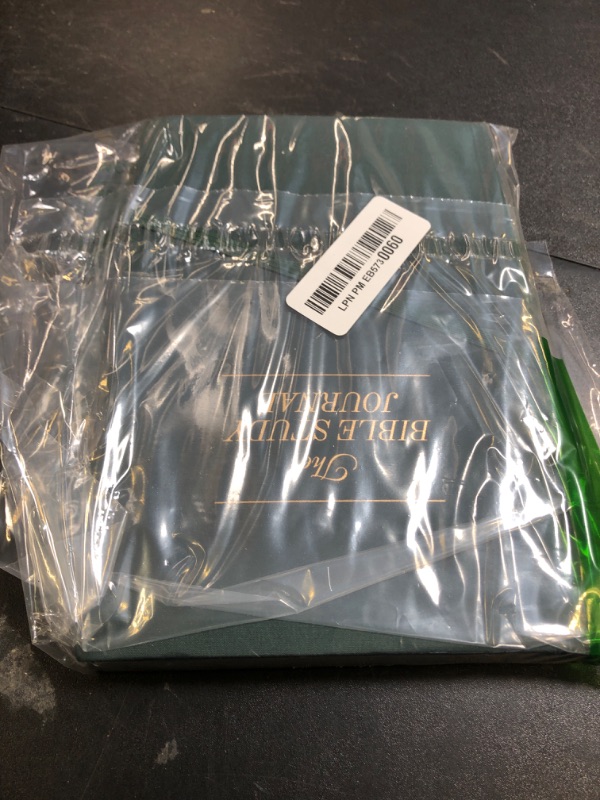 The
BIBLE STUDY
JOURNAL
LPN PM EB5730060